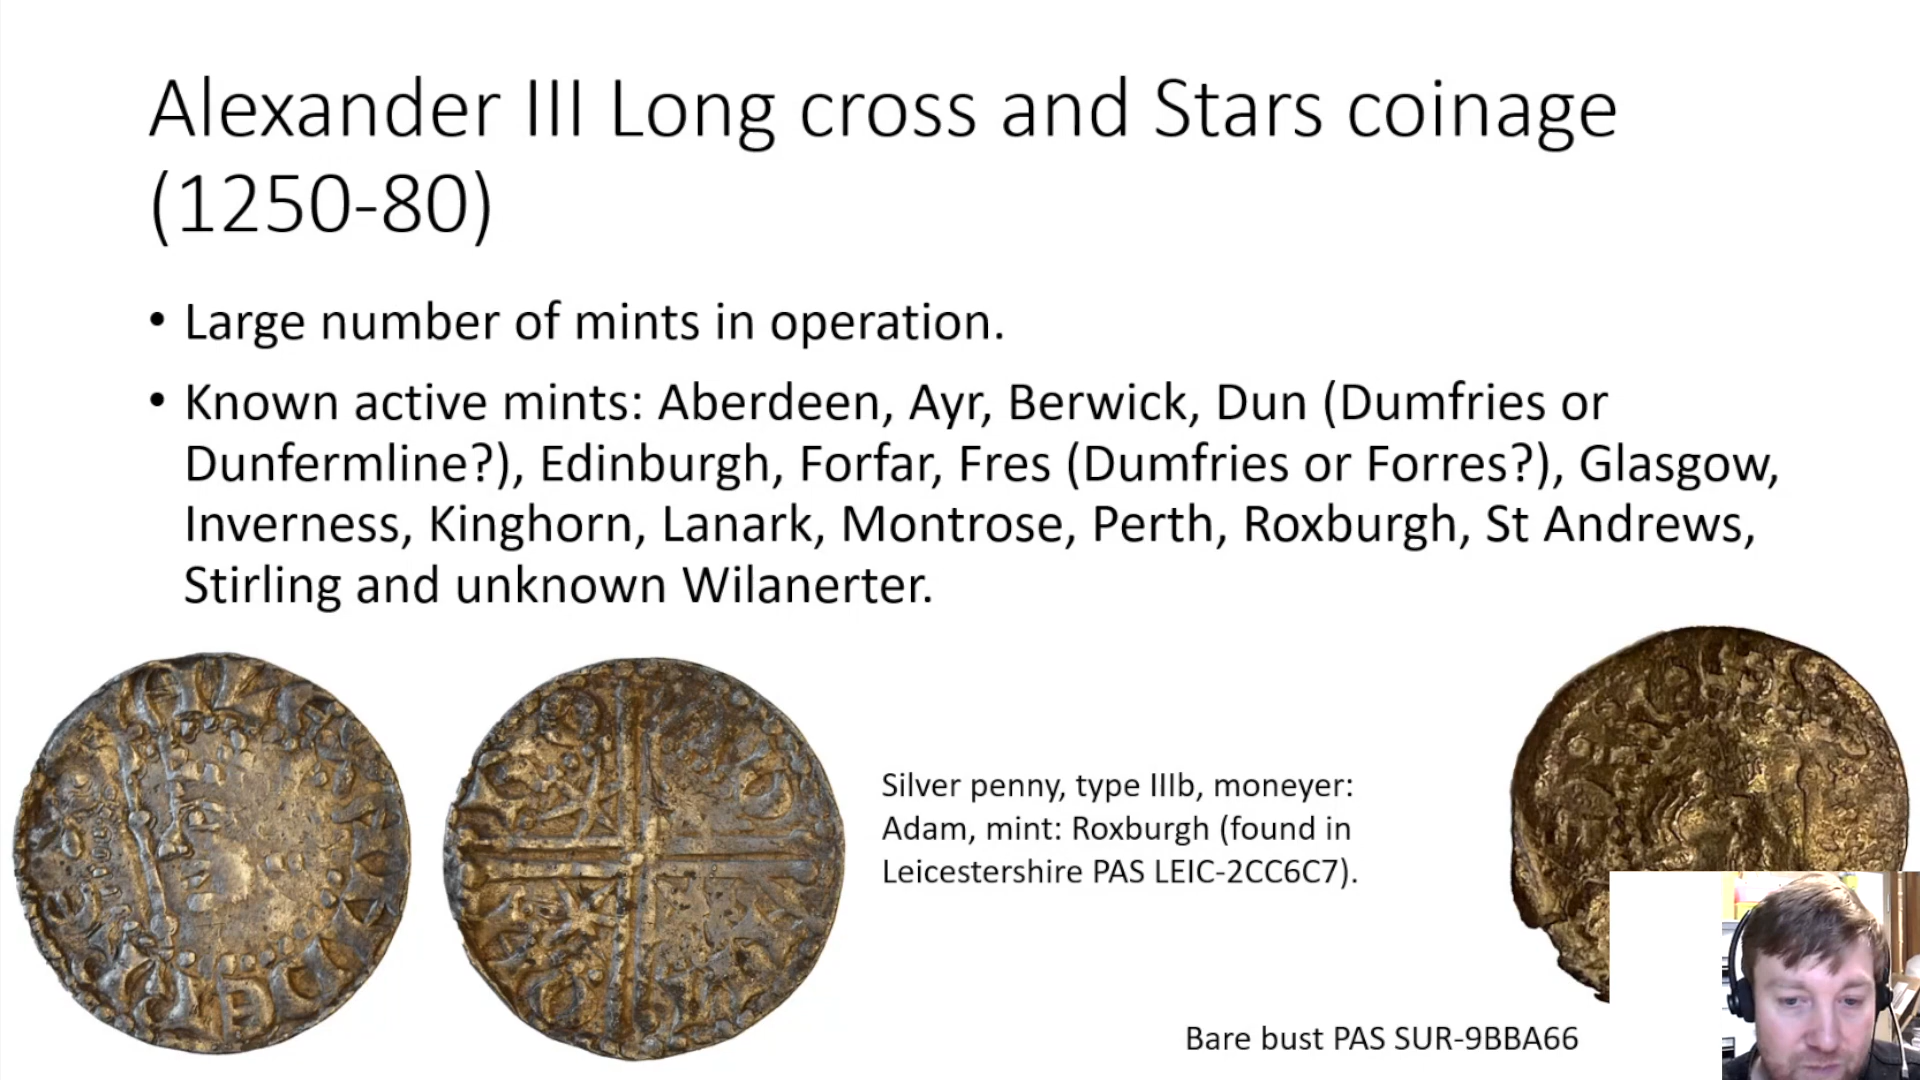 Alexander III Long cross and Stars coinage
(1250-80)
• Large number of mints in operation.
• Known active mints: Aberdeen, Ayr, Berwick, Dun (Dumfries or
Dunfermline?), Edinburgh, Forfar, Fres (Dumfries or Forres?), Glasgow,
Inverness, Kinghorn, Lanark, Montrose, Perth, Roxburgh, St Andrews,
Stirling and unknown Wilanerter.
Silver penny, type IIIb, moneyer:
Adam, mint: Roxburgh (found in
Leicestershire PAS LEIC-2CC6C7).
Bare bust PAS SUR-9BBA66